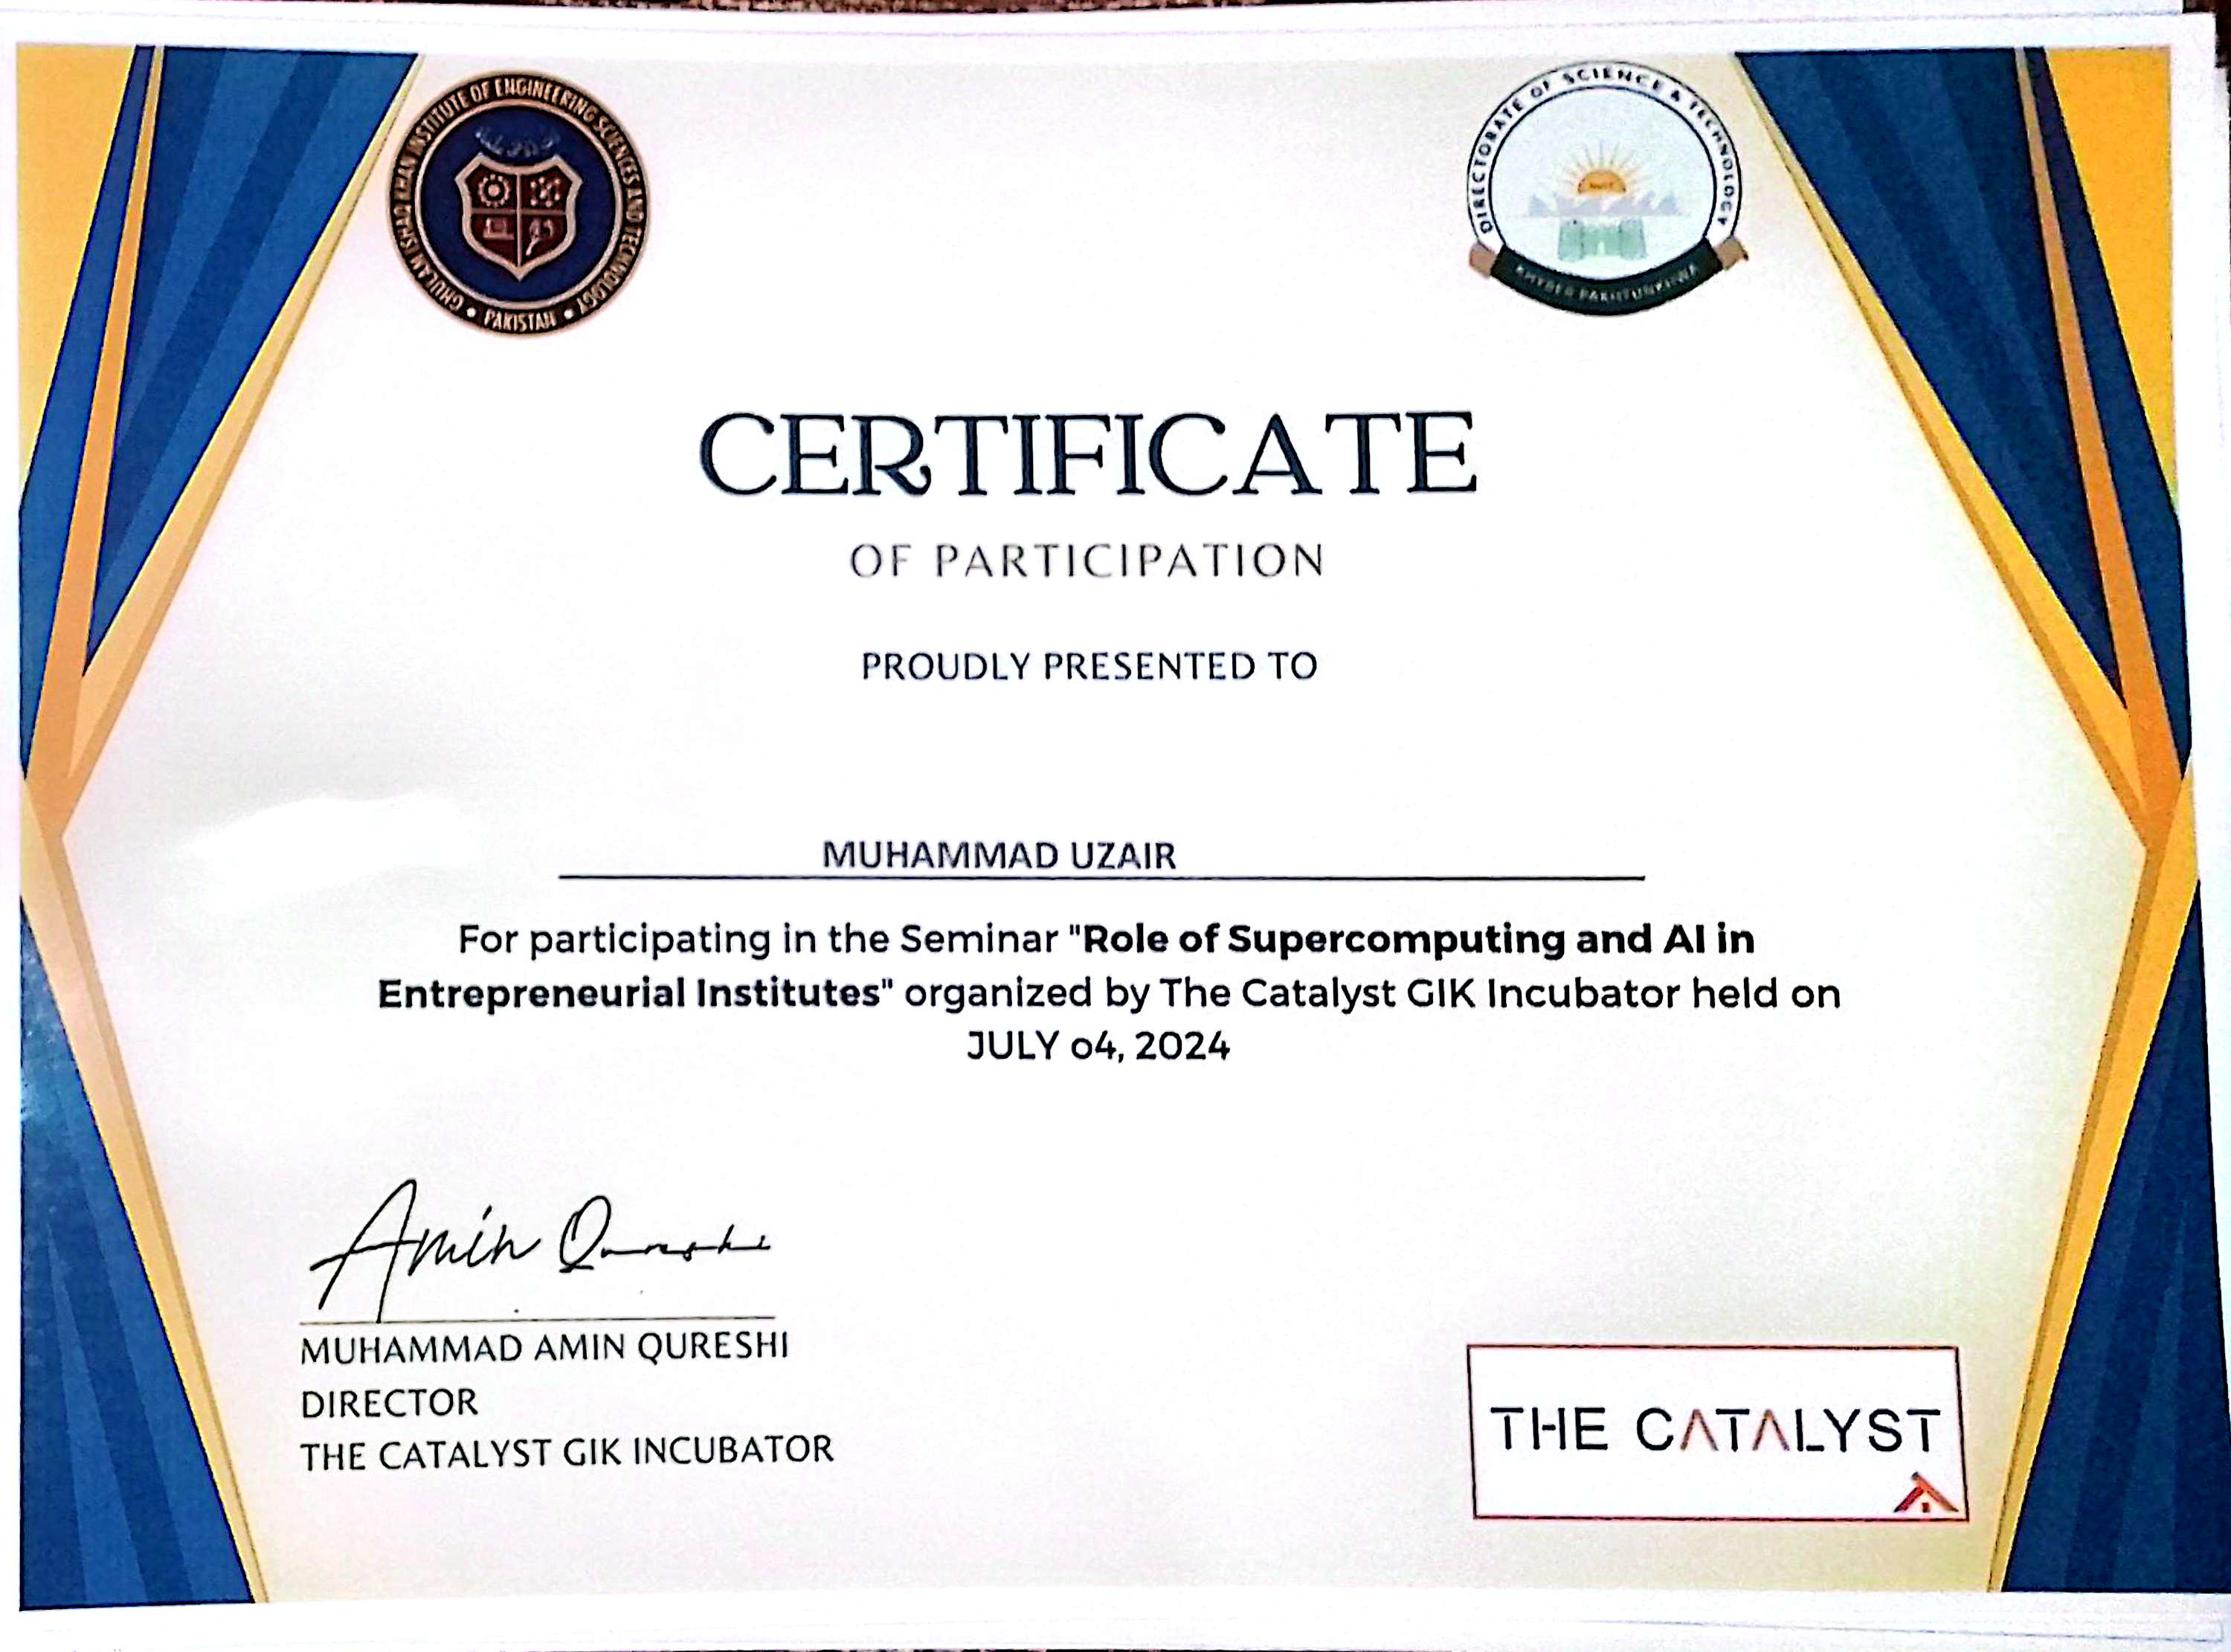 GHULAM ISHAQ KHAN INSTITUTE OF ENGINEERING SCIENCES AND TECHNOLOGY
• PAKISTAN •
DIRECTORATE OF SCIENCE & TECHNOLOGY
KHYBER PAKHTUNKHWA
CERTIFICATE
OF PARTICIPATION
PROUDLY PRESENTED TO
MUHAMMAD UZAIR
For participating in the Seminar "Role of Supercomputing and AI in
Entrepreneurial Institutes" organized by The Catalyst GIK Incubator held on
JULY o4, 2024
Amin Qureshi
MUHAMMAD AMIN QURESHI
DIRECTOR
THE CATALYST GIK INCUBATOR
THE CATALYST